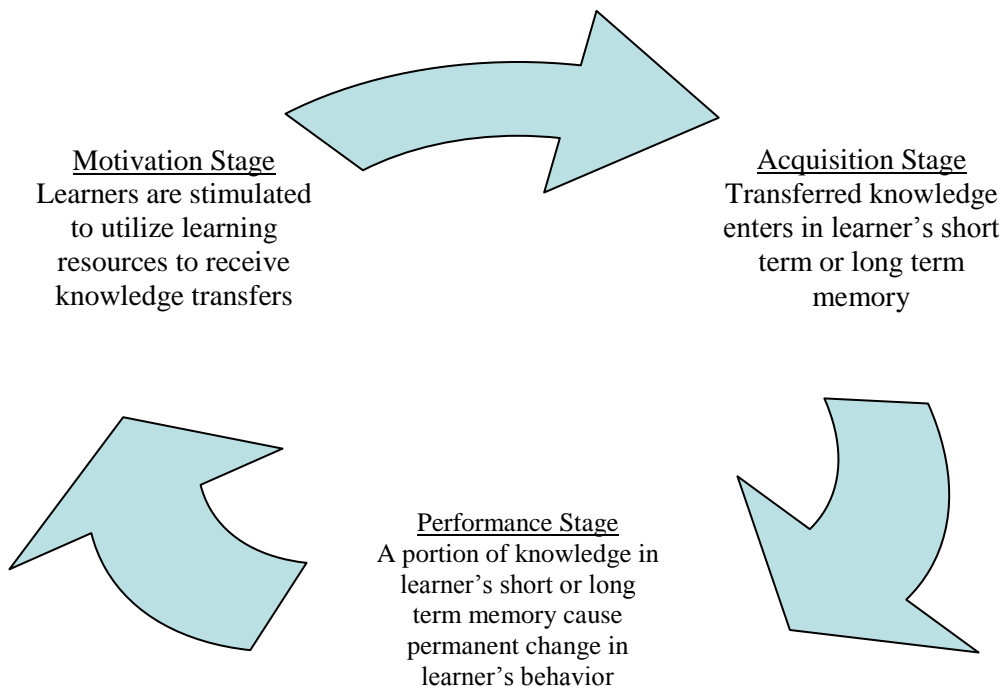 Motivation Stage
Learners are stimulated
to utilize learning
resources to receive
knowledge transfers
Acquisition Stage
Transferred knowledge
enters in learner’s short
term or long term
memory
Performance Stage
A portion of knowledge in
learner’s short or long
term memory cause
permanent change in
learner’s behavior